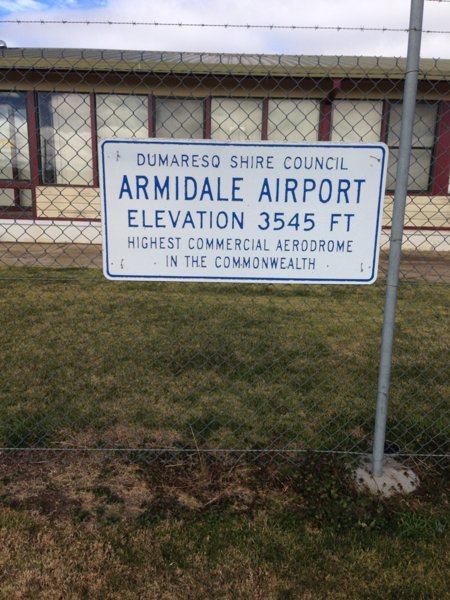 DUMARESQ SHIRE COUNCIL
ARMIDALE AIRPORT
ELEVATION 3545 FT
HIGHEST COMMERCIAL AERODROME
IN THE COMMONWEALTH